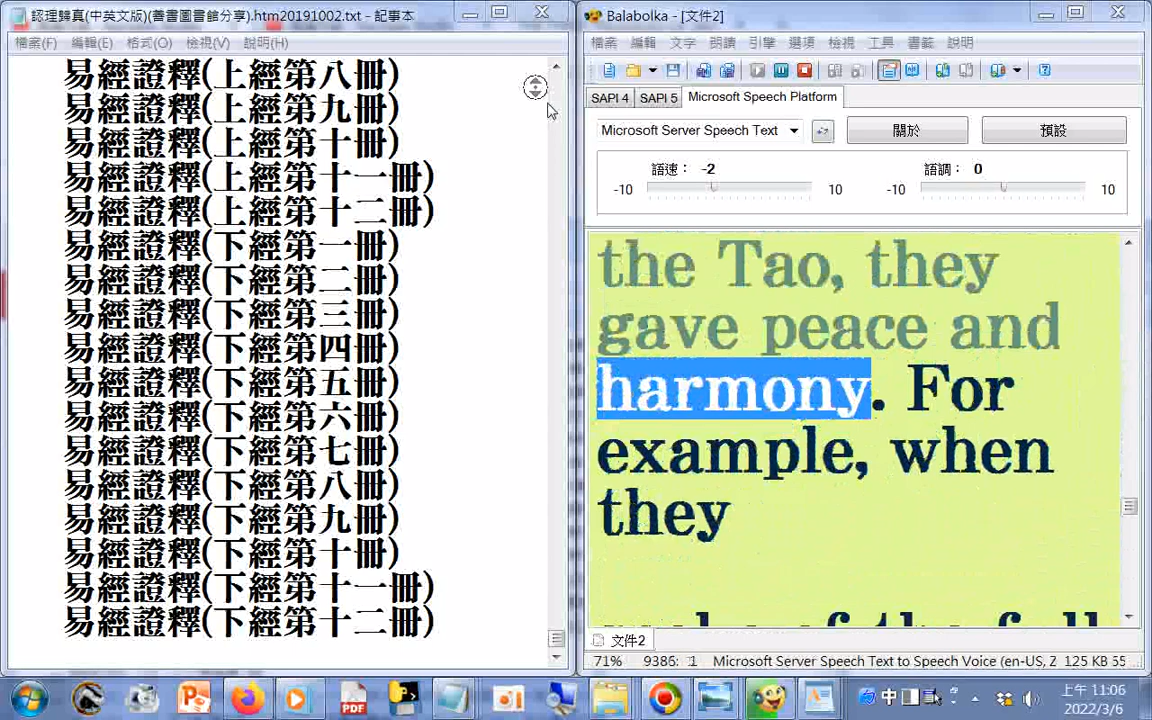 認理歸真(中英文版)(善書圖書館分享).htm20191002.txt - 記事本
檔案(F) 編輯(E) 格式(O) 檢視(V) 說明(H)
易經證釋(上經第八冊)
易經證釋(上經第九冊)
易經證釋(上經第十冊)
易經證釋(上經第十一冊)
易經證釋(上經第十二冊)
易經證釋(下經第一冊)
易經證釋(下經第二冊)
易經證釋(下經第三冊)
易經證釋(下經第四冊)
易經證釋(下經第五冊)
易經證釋(下經第六冊)
易經證釋(下經第七冊)
易經證釋(下經第八冊)
易經證釋(下經第九冊)
易經證釋(下經第十冊)
易經證釋(下經第十一冊)
易經證釋(下經第十二冊)
Balabolka - [文件2]
檔案 編輯 文字 朗讀 引擎 選項 檢視 工具 書籤 說明
SAPI 4 SAPI 5 Microsoft Speech Platform
Microsoft Server Speech Text 關於 預設
語速： -2 語調： 0
-10 10 -10 10
the Tao, they
gave peace and
harmony. For
example, when
they
文件2
71% 9386: 1 Microsoft Server Speech Text to Speech Voice (en-US, Z 125 KB 55
PDF 中 上午 11:06
2022/3/6